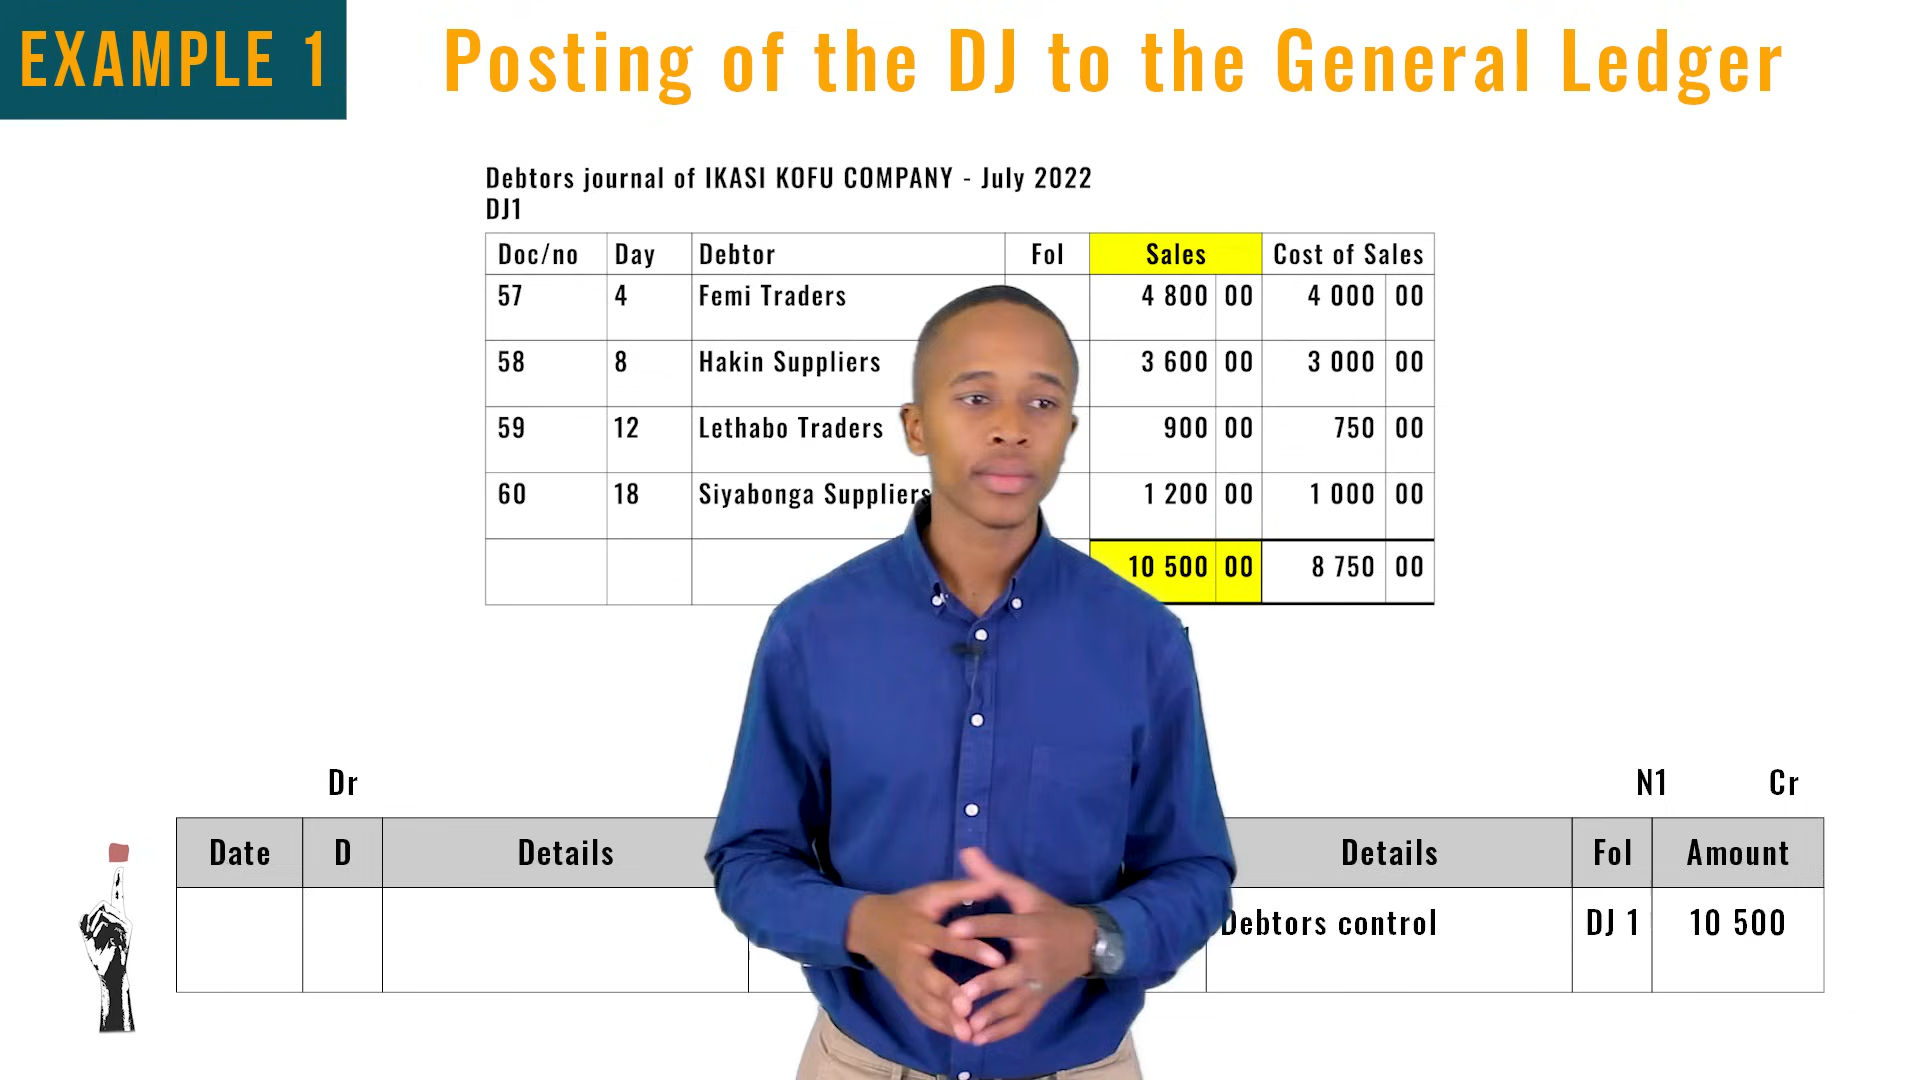 EXAMPLE 1
Posting of the DJ to the General Ledger
Debtors journal of IKASI KOFU COMPANY - July 2022
DJ1
Doc/no Day Debtor Fol Sales Cost of Sales
57 4 Femi Traders 4 800 00 4 000 00
58 8 Hakin Suppliers 3 600 00 3 000 00
59 12 Lethabo Traders 900 00 750 00
60 18 Siyabonga Suppliers 1 200 00 1 000 00
10 500 00 8 750 00
Dr N1 Cr
Date D Details Details Fol Amount
Debtors control DJ 1 10 500